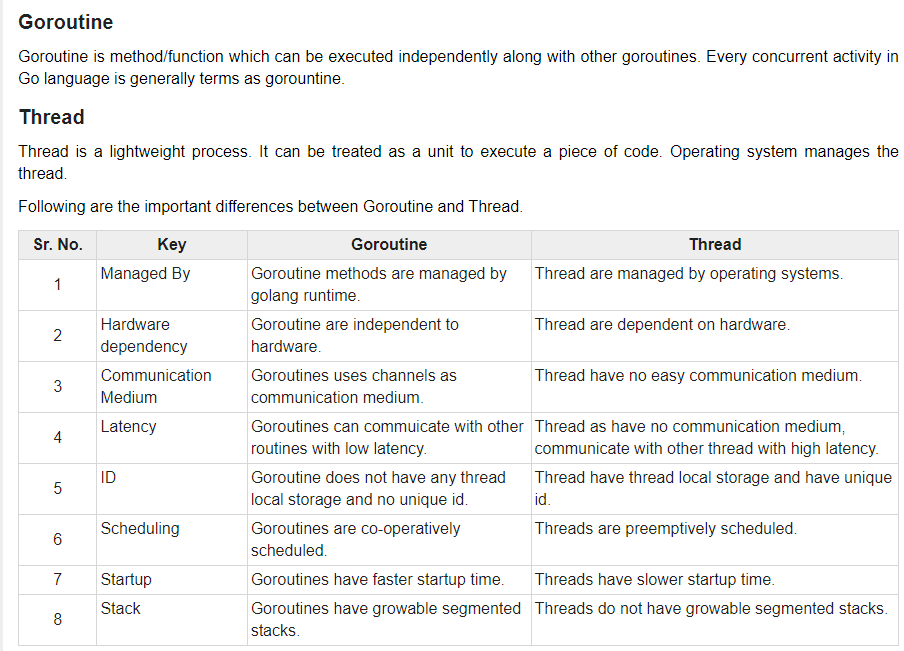 Goroutine
Goroutine is method/function which can be executed independently along with other goroutines. Every concurrent activity in
Go language is generally terms as gorountine.
Thread
Thread is a lightweight process. It can be treated as a unit to execute a piece of code. Operating system manages the
thread.
Following are the important differences between Goroutine and Thread.
Sr. No. Key Goroutine Thread
1 Managed By Goroutine methods are managed by golang runtime. Thread are managed by operating systems.
2 Hardware dependency Goroutine are independent to hardware. Thread are dependent on hardware.
3 Communication Medium Goroutines uses channels as communication medium. Thread have no easy communication medium.
4 Latency Goroutines can commuicate with other routines with low latency. Thread as have no communication medium, communicate with other thread with high latency.
5 ID Goroutine does not have any thread local storage and no unique id. Thread have thread local storage and have unique id.
6 Scheduling Goroutines are co-operatively scheduled. Threads are preemptively scheduled.
7 Startup Goroutines have faster startup time. Threads have slower startup time.
8 Stack Goroutines have growable segmented stacks. Threads do not have growable segmented stacks.